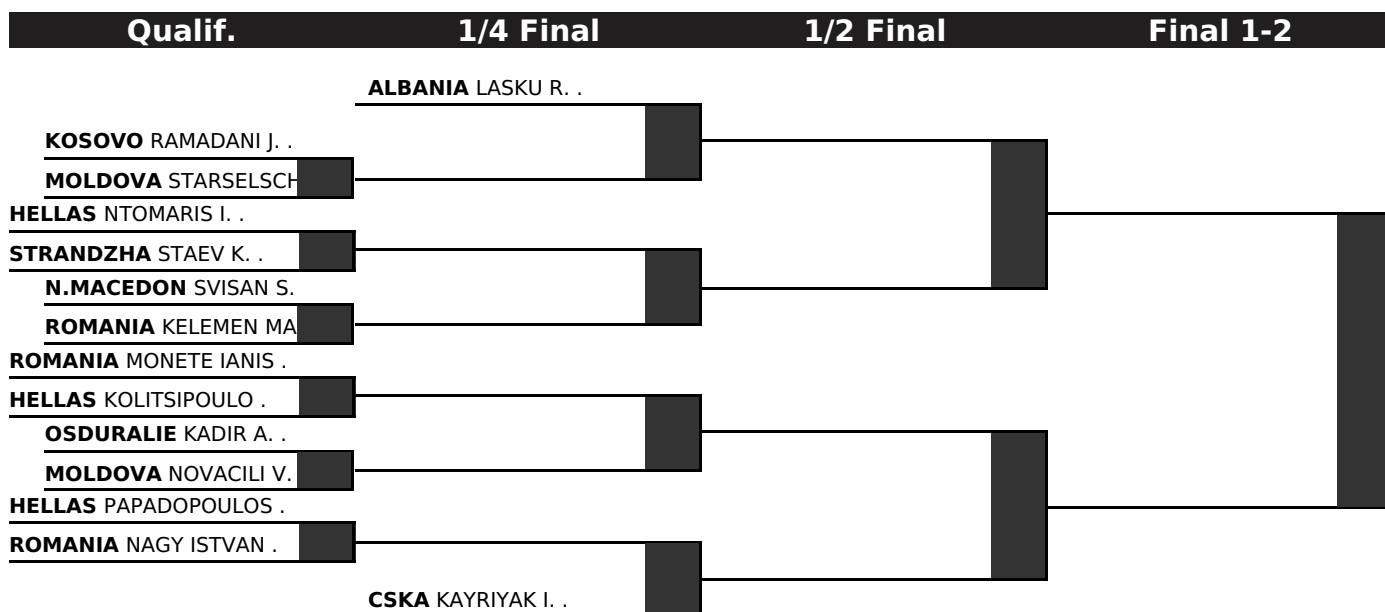 Qualif. 1/4 Final 1/2 Final Final 1-2
ALBANIA LASKU R. .
KOSOVO RAMADANI J. .
MOLDOVA STARSELSCH
HELLAS NTOMARIS I. .
STRANDZHA STAEV K. .
N.MACEDON SVISAN S.
ROMANIA KELEMEN MA
ROMANIA MONETE IANIS .
HELLAS KOLITSIPOULO .
OSDURALIE KADIR A. .
MOLDOVA NOVACILI V.
HELLAS PAPADOPOULOS .
ROMANIA NAGY ISTVAN .
CSKA KAYRIYAK I. .